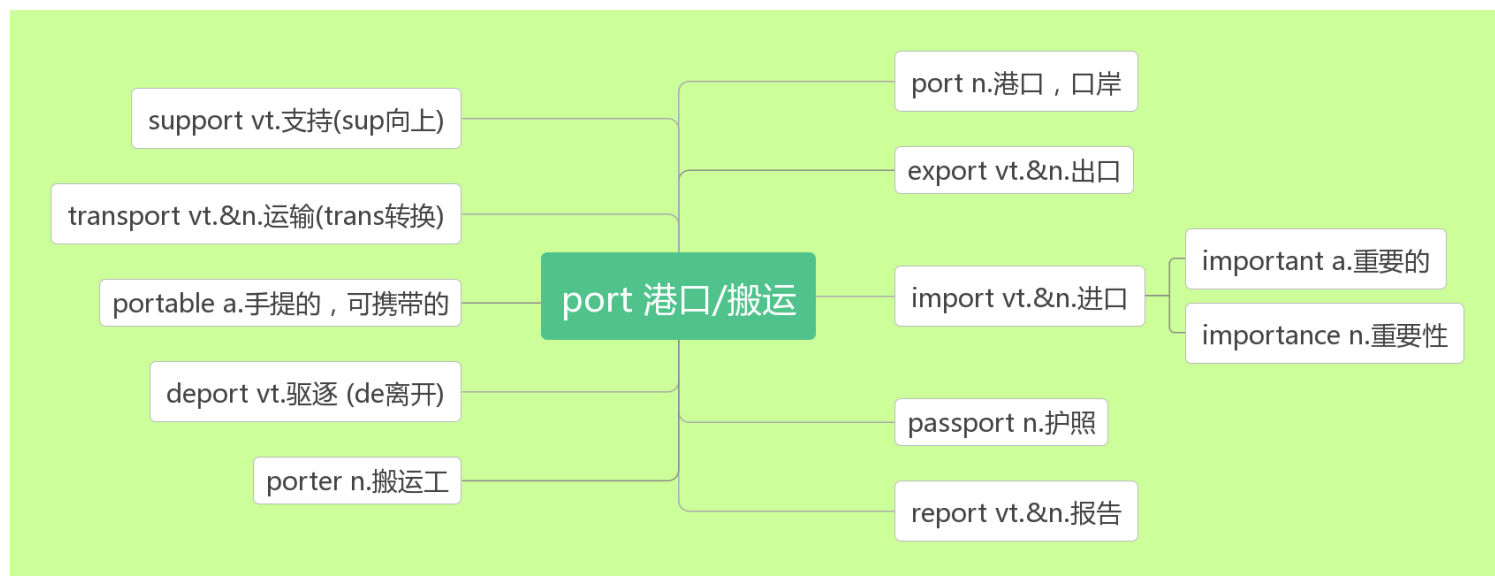 port 港口/搬运
port n.港口，口岸
export vt.&n.出口
import vt.&n.进口
important a.重要的
importance n.重要性
passport n.护照
report vt.&n.报告
support vt.支持(sup向上)
transport vt.&n.运输(trans转换)
portable a.手提的，可携带的
deport vt.驱逐 (de离开)
porter n.搬运工